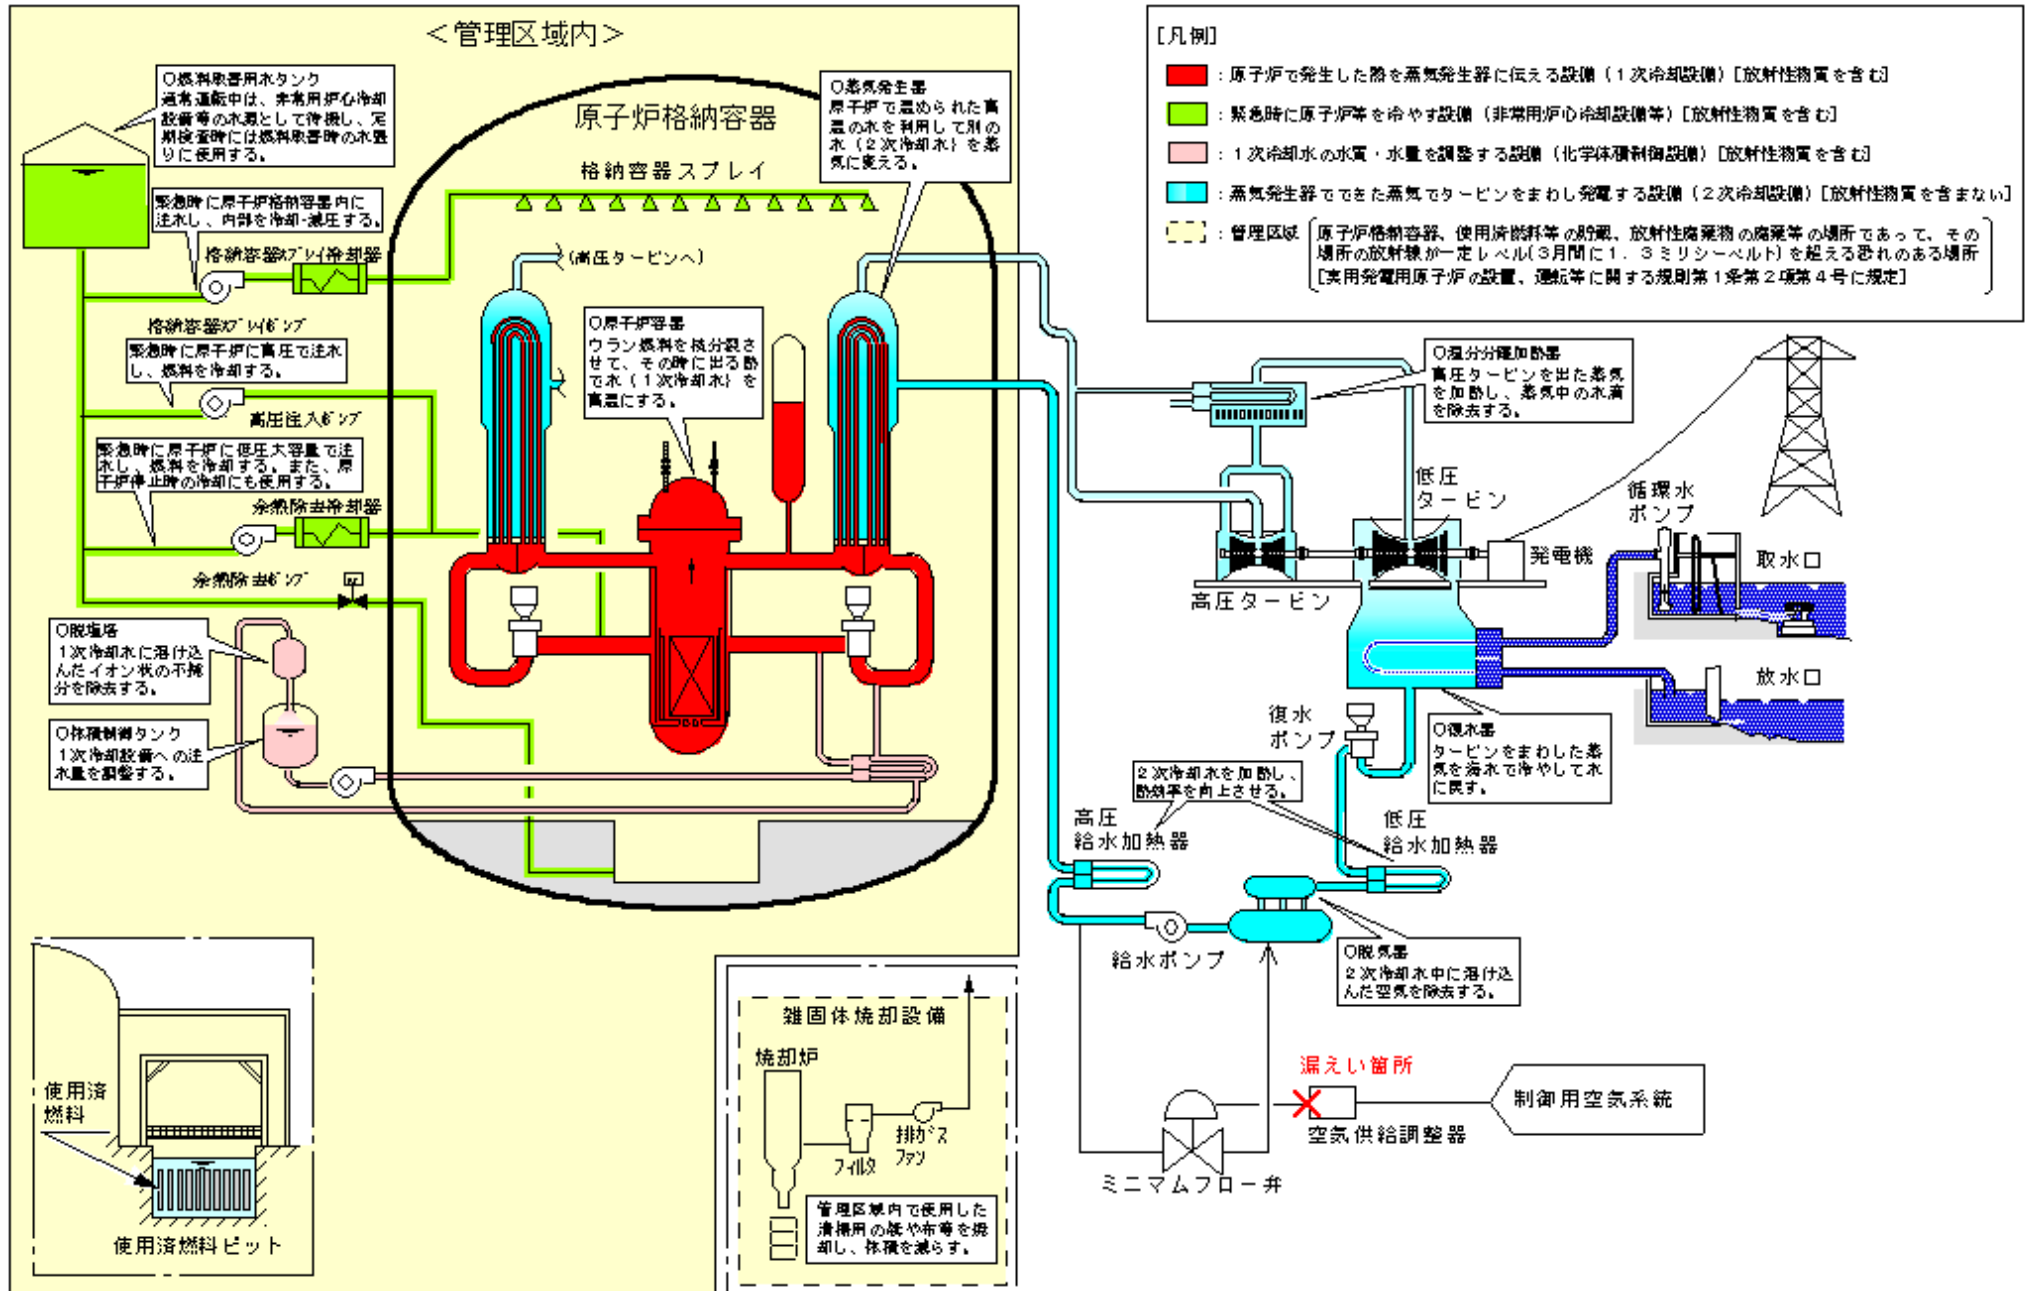 ＜管理区域内＞
○燃料取替用水タンク
通常運転中は、非常用炉心冷却
設備等の水源として待機し、定
期検査時には燃料取替時の水張
りに使用する。
緊急時に原子炉格納容器内に
注水し、内部を冷却・減圧する。
格納容器スプレイ冷却器
格納容器スプレイポンプ
緊急時に原子炉に高圧で注水
し、燃料を冷却する。
高圧注入ポンプ
緊急時に原子炉に低圧大容量で注
水し、燃料を冷却する。また、原
子炉停止時の冷却にも使用する。
余熱除去冷却器
余熱除去ポンプ
○脱塩塔
１次冷却水に溶け込
んだイオン状の不純
分を除去する。
○体積制御タンク
１次冷却設備への注
水量を調整する。
原子炉格納容器
格納容器スプレイ
(高圧タービンへ)
○蒸気発生器
原子炉で温められた高
温の水を利用して別の
水（２次冷却水）を蒸
気に変える。
○原子炉容器
ウラン燃料を核分裂さ
せて、その時に出る熱
で水（１次冷却水）を
高温にする。
[凡例]
：原子炉で発生した熱を蒸気発生器に伝える設備（１次冷却設備）[放射性物質を含む]
：緊急時に原子炉等を冷やす設備（非常用炉心冷却設備等）[放射性物質を含む]
：１次冷却水の水質・水量を調整する設備（化学体積制御設備）[放射性物質を含む]
：蒸気発生器でできた蒸気でタービンをまわし発電する設備（２次冷却設備）[放射性物質を含まない]
：管理区域
原子炉格納容器、使用済燃料等の貯蔵、放射性廃棄物の廃棄等の場所であって、その
場所の放射線が一定レベル(３月間に１．３ミリシーベルト)を超える恐れのある場所
[実用発電用原子炉の設置、運転等に関する規則第１条第２項第４号に規定]
○湿分分離加熱器
高圧タービンを出た蒸気
を加熱し、蒸気中の水滴
を除去する。
低圧
タービン
高圧タービン
発電機
循環水
ポンプ
取水口
放水口
○復水器
タービンをまわした蒸
気を海水で冷やして水
に戻す。
復水
ポンプ
２次冷却水を加熱し、
熱効率を向上させる。
高圧
給水加熱器
低圧
給水加熱器
給水ポンプ
○脱気器
２次冷却水中に溶け込
んだ空気を除去する。
漏えい箇所
制御用空気系統
空気供給調整器
ミニマムフロー弁
使用済
燃料
使用済燃料ピット
雑固体焼却設備
焼却炉
フィルタ
排ガス
ファン
管理区域内で使用した
清掃用の紙や布等を焼
却し、体積を減らす。